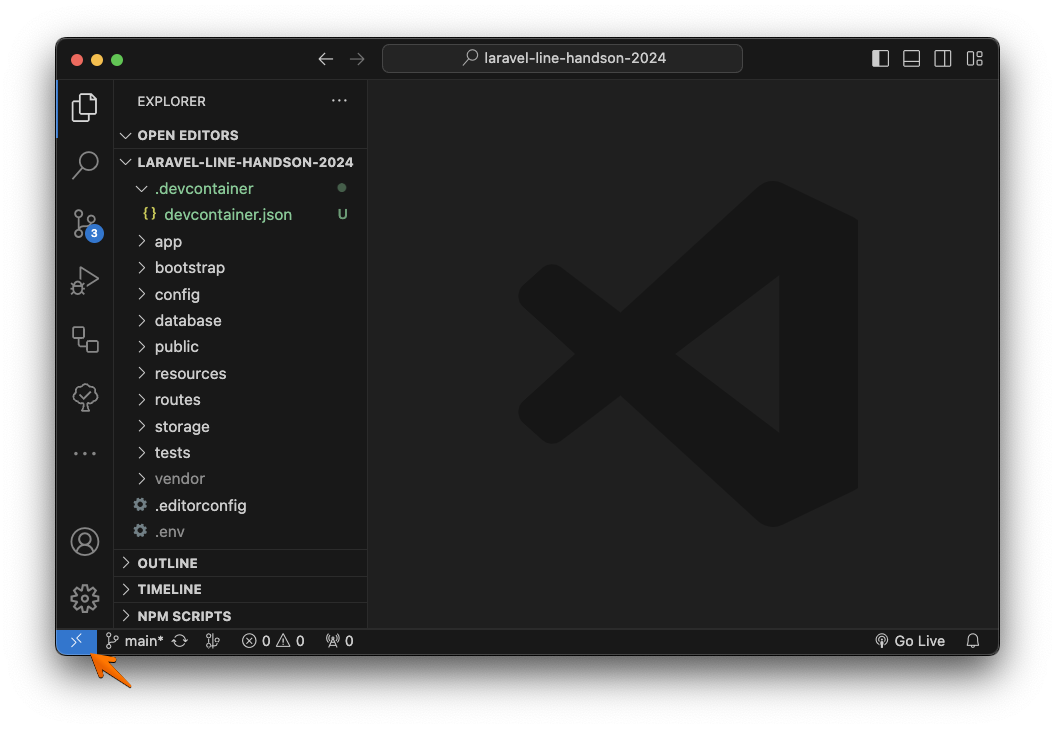 laravel-line-handson-2024
EXPLORER
OPEN EDITORS
LARAVEL-LINE-HANDSON-2024
.devcontainer
{} devcontainer.json U
3
app
bootstrap
config
database
public
resources
routes
storage
tests
vendor
.editorconfig
.env
OUTLINE
TIMELINE
NPM SCRIPTS
main* 0 0 0 Go Live